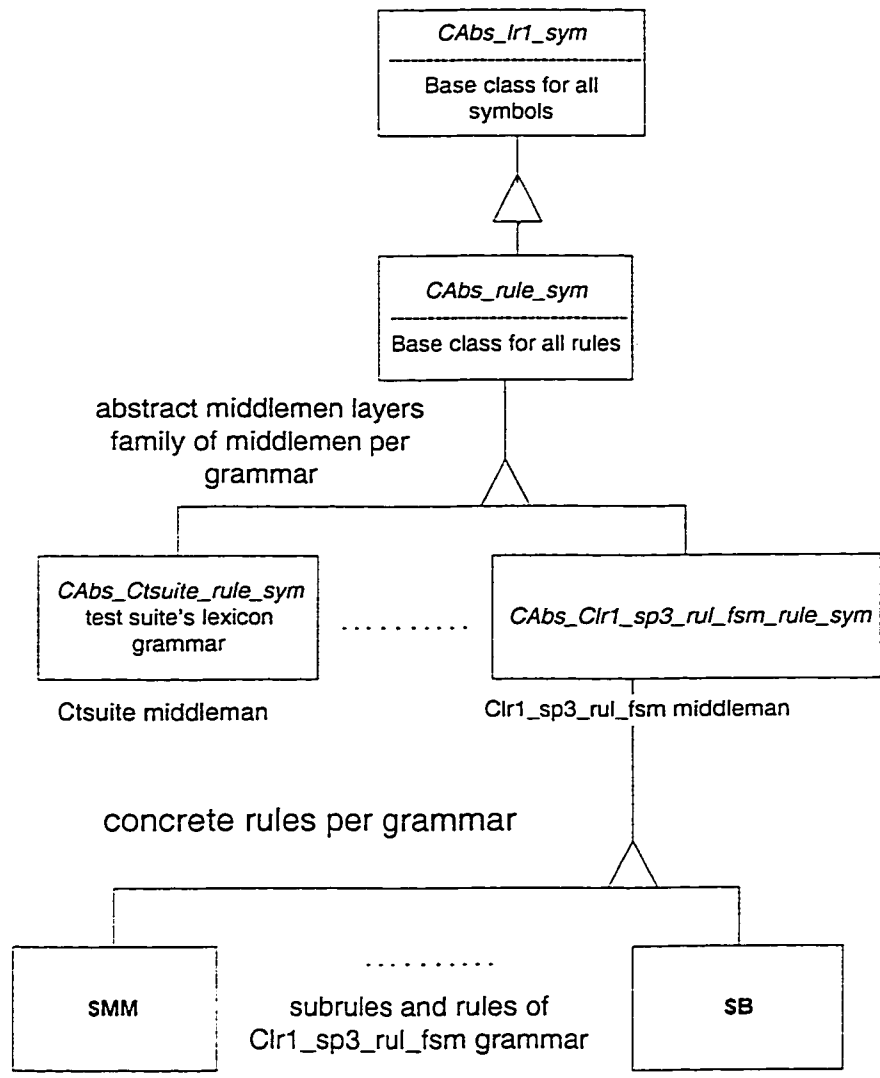 CAbs_lr1_sym
Base class for all
symbols
CAbs_rule_sym
Base class for all rules
abstract middlemen layers
family of middlemen per
grammar
CAbs_Ctsuite_rule_sym
test suite's lexicon
grammar
..........
CAbs_Clr1_sp3_rul_fsm_rule_sym
Ctsuite middleman
Clr1_sp3_rul_fsm middleman
concrete rules per grammar
..........
$MM
subrules and rules of
Clr1_sp3_rul_fsm grammar
$B